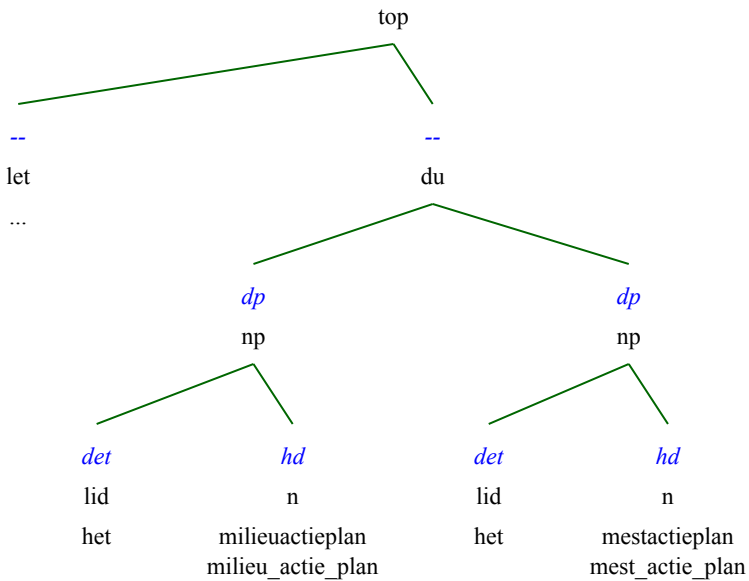 top
-- --
let du
...
dp dp
np np
det hd det hd
lid n lid n
het milieuactieplan het mestactieplan
milieu_actie_plan mest_actie_plan